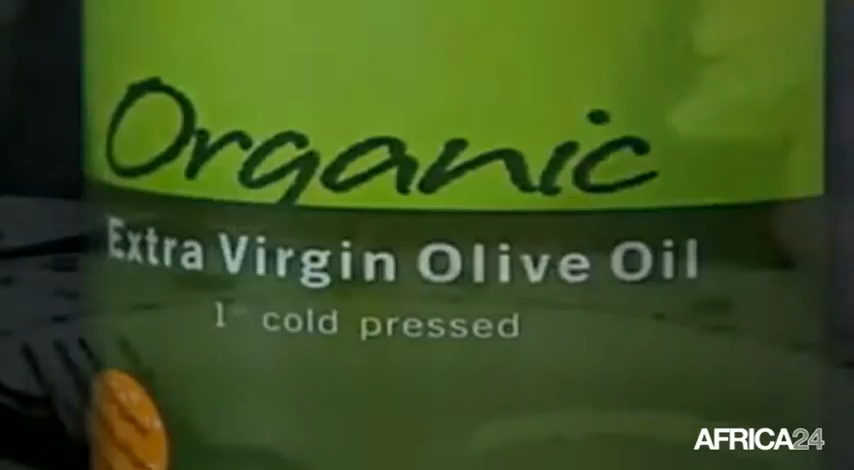 Organic
Extra Virgin Olive Oil
1 cold pressed
AFRICA24